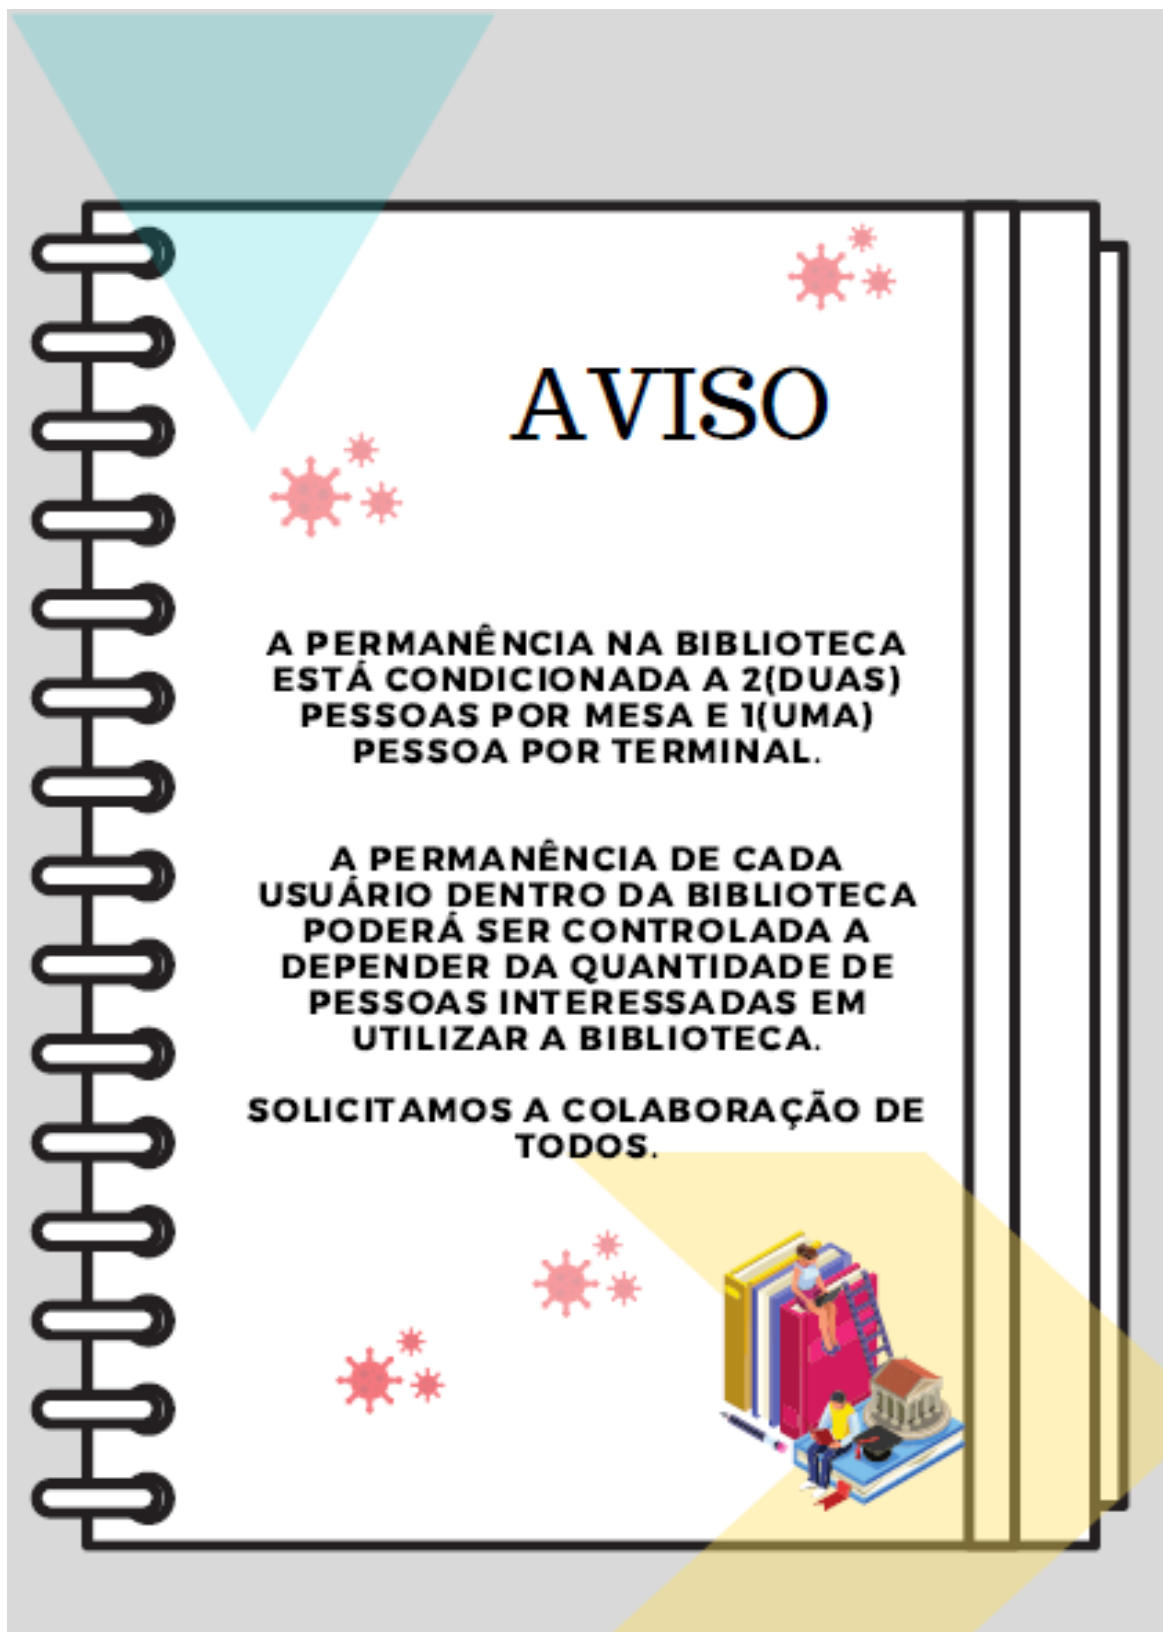 AVISO
A PERMANÊNCIA NA BIBLIOTECA
ESTÁ CONDICIONADA A 2(DUAS)
PESSOAS POR MESA E 1(UMA)
PESSOA POR TERMINAL.
A PERMANÊNCIA DE CADA
USUÁRIO DENTRO DA BIBLIOTECA
PODERÁ SER CONTROLADA A
DEPENDER DA QUANTIDADE DE
PESSOAS INTERESSADAS EM
UTILIZAR A BIBLIOTECA.
SOLICITAMOS A COLABORAÇÃO DE
TODOS.